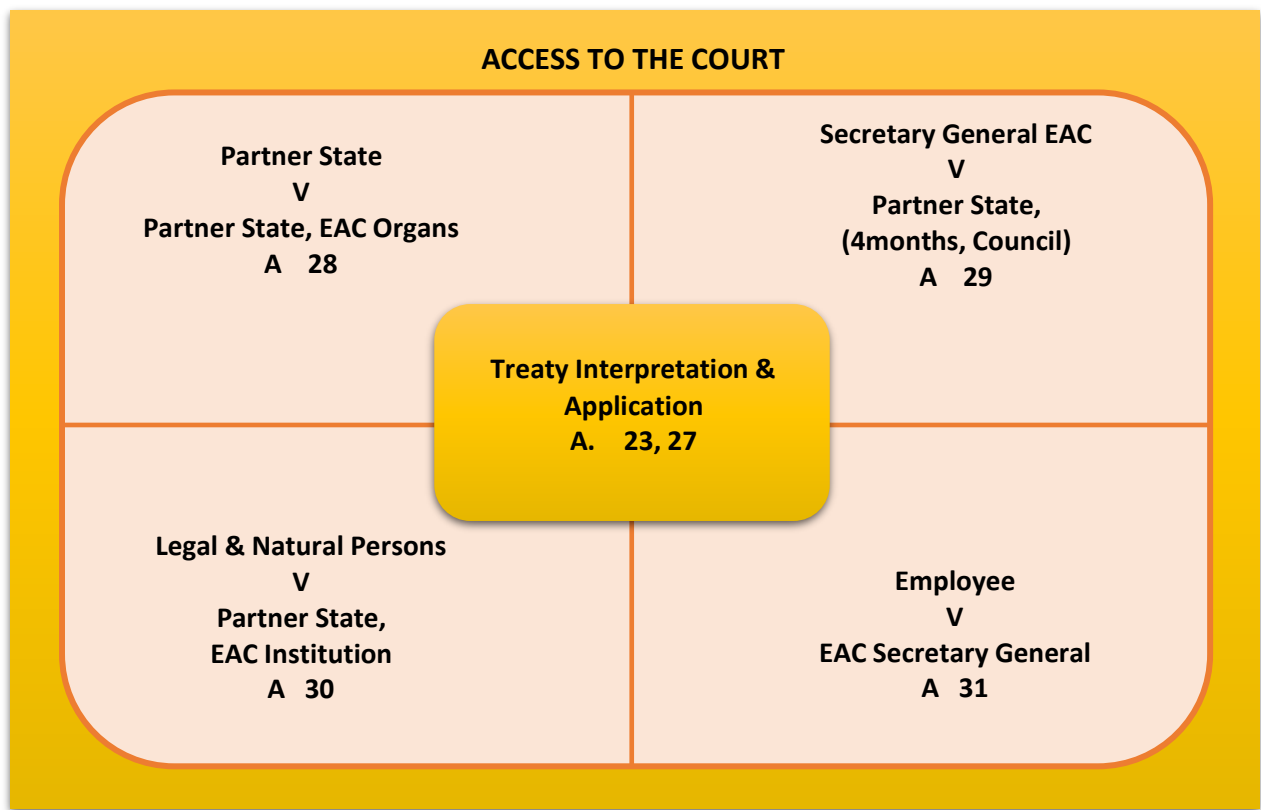 ACCESS TO THE COURT
Partner State
V
Partner State, EAC Organs
A 28
Secretary General EAC
V
Partner State,
(4months, Council)
A 29
Treaty Interpretation &
Application
A. 23, 27
Legal & Natural Persons
V
Partner State,
EAC Institution
A 30
Employee
V
EAC Secretary General
A 31